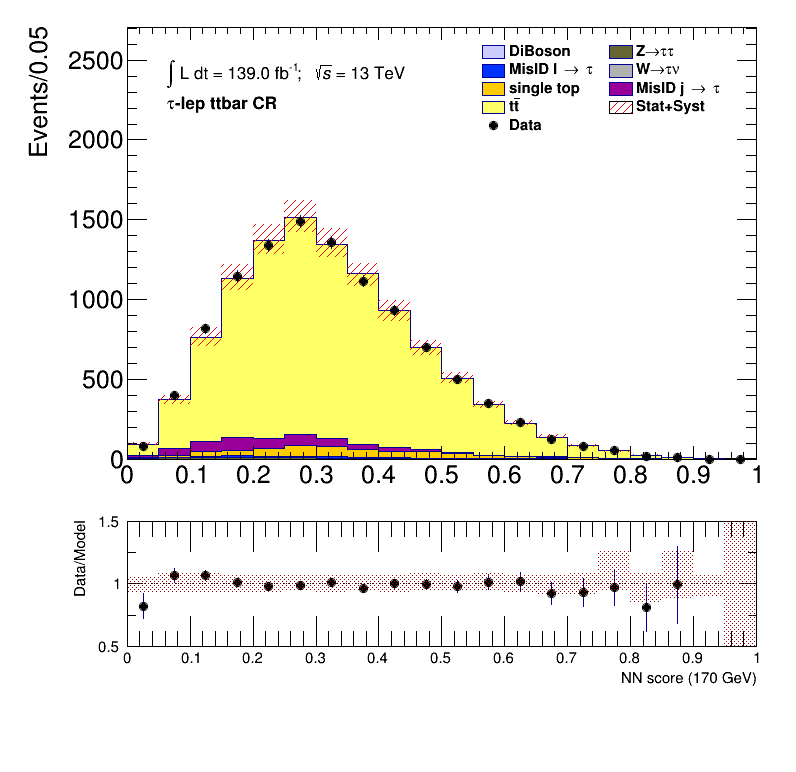 Events/0.05
2500
2000
1500
1000
500
0
∫ L dt = 139.0 fb⁻¹; √s = 13 TeV
τ-lep ttbar CR
DiBoson
MisID l → τ
single top
tt̄
Data
Z→ττ
W→τν
MisID j → τ
Stat+Syst
0 0.1 0.2 0.3 0.4 0.5 0.6 0.7 0.8 0.9 1
Data/Model
1.5
1
0.5
0 0.1 0.2 0.3 0.4 0.5 0.6 0.7 0.8 0.9 1
NN score (170 GeV)